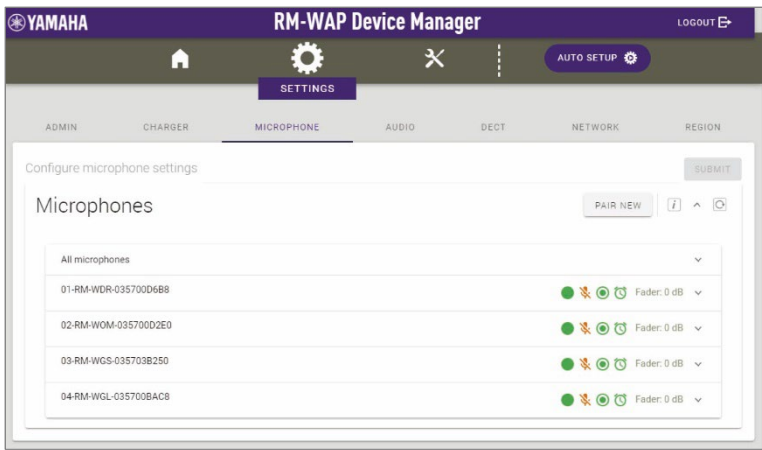 YAMAHA RM-WAP Device Manager LOGOUT
AUTO SETUP
SETTINGS
ADMIN CHARGER MICROPHONE AUDIO DECT NETWORK REGION
Configure microphone settings SUBMIT
Microphones PAIR NEW i
All microphones
01-RM-WDR-035700D6B8 Fader: 0 dB
02-RM-WOM-035700D2E0 Fader: 0 dB
03-RM-WGS-035703B250 Fader: 0 dB
04-RM-WGL-035700BAC8 Fader: 0 dB